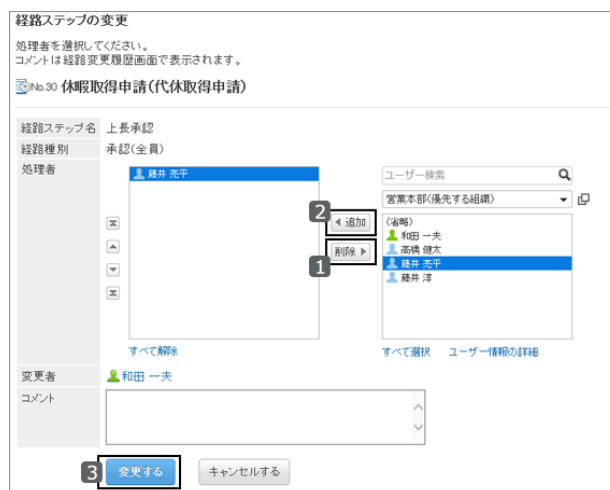 経路ステップの変更
処理者を選択してください。
コメントは経路変更履歴画面で表示されます。
No.30 休暇取得申請(代休取得申請)
経路ステップ名 上長承認
経路種別 承認(全員)
処理者
藤井 亮平
ユーザー検索
営業本部(優先する組織)
2 追加
1 削除
(省略)
和田 一夫
高橋 健太
藤井 亮平
藤井 淳
すべて解除
すべて選択 ユーザー情報の詳細
変更者 和田 一夫
コメント
3 変更する キャンセルする